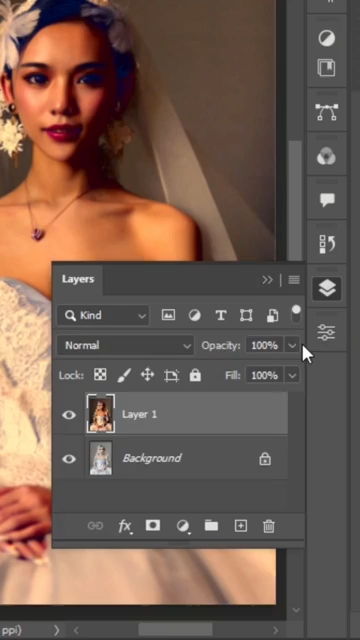 Layers
Kind
Normal Opacity: 100%
Lock: Fill: 100%
Layer 1
Background
fx
ppi)